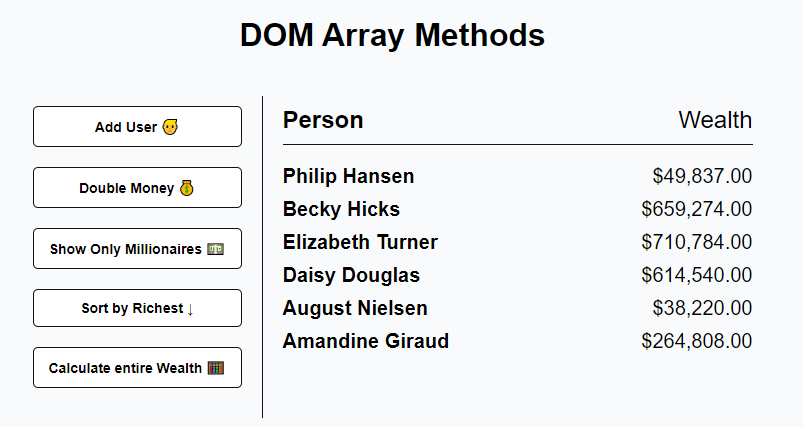 DOM Array Methods
Add User 👱
Double Money 💰
Show Only Millionaires 💵
Sort by Richest ↓
Calculate entire Wealth 🧮
Person Wealth
Philip Hansen $49,837.00
Becky Hicks $659,274.00
Elizabeth Turner $710,784.00
Daisy Douglas $614,540.00
August Nielsen $38,220.00
Amandine Giraud $264,808.00